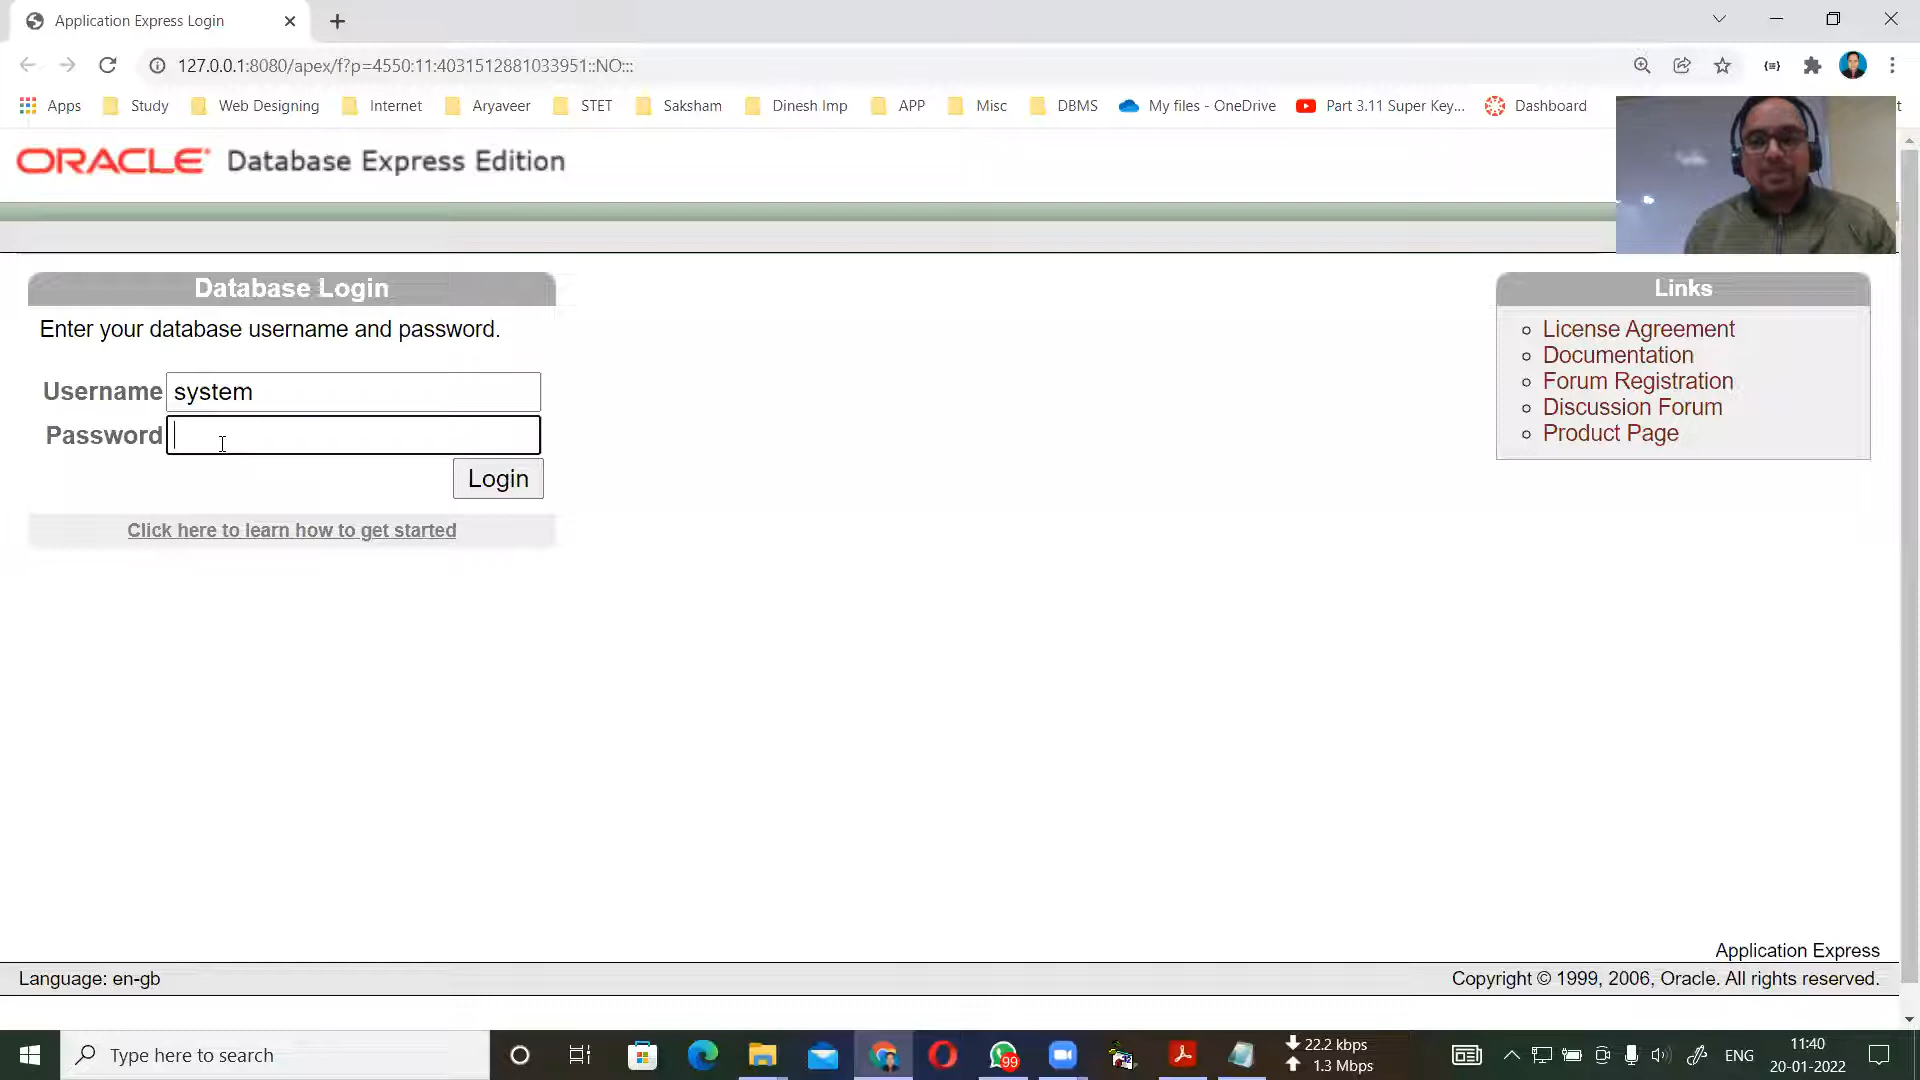 Application Express Login
127.0.0.1:8080/apex/f?p=4550:11:4031512881033951::NO:::
Apps Study Web Designing Internet Aryaveer STET Saksham Dinesh Imp APP Misc DBMS My files - OneDrive Part 3.11 Super Key... Dashboard
ORACLE Database Express Edition
Database Login
Enter your database username and password.
Username system
Password
Login
Click here to learn how to get started
Links
License Agreement
Documentation
Forum Registration
Discussion Forum
Product Page
Application Express
Language: en-gb
Copyright © 1999, 2006, Oracle. All rights reserved.
Type here to search
99
22.2 kbps
1.3 Mbps
ENG
11:40
20-01-2022